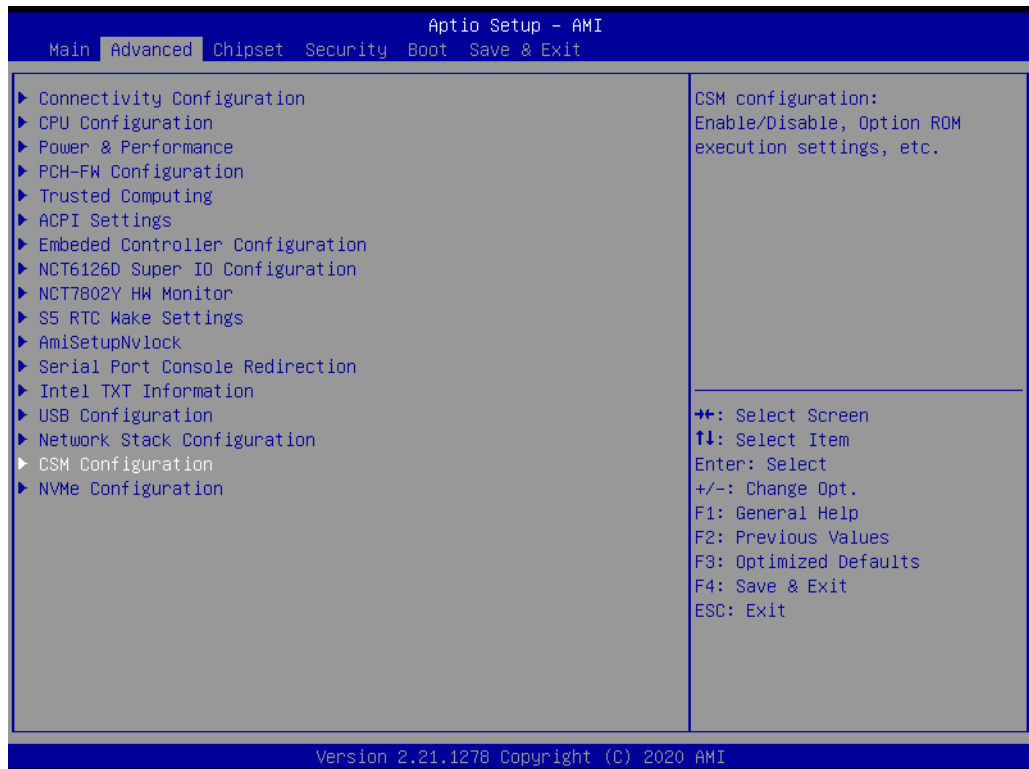 Aptio Setup – AMI
Main Advanced Chipset Security Boot Save & Exit
Connectivity Configuration
CPU Configuration
Power & Performance
PCH-FW Configuration
Trusted Computing
ACPI Settings
Embeded Controller Configuration
NCT6126D Super IO Configuration
NCT7802Y HW Monitor
S5 RTC Wake Settings
AmiSetupNvlock
Serial Port Console Redirection
Intel TXT Information
USB Configuration
Network Stack Configuration
CSM Configuration
NVMe Configuration
CSM configuration:
Enable/Disable, Option ROM
execution settings, etc.
→←: Select Screen
↑↓: Select Item
Enter: Select
+/-: Change Opt.
F1: General Help
F2: Previous Values
F3: Optimized Defaults
F4: Save & Exit
ESC: Exit
Version 2.21.1278 Copyright (C) 2020 AMI